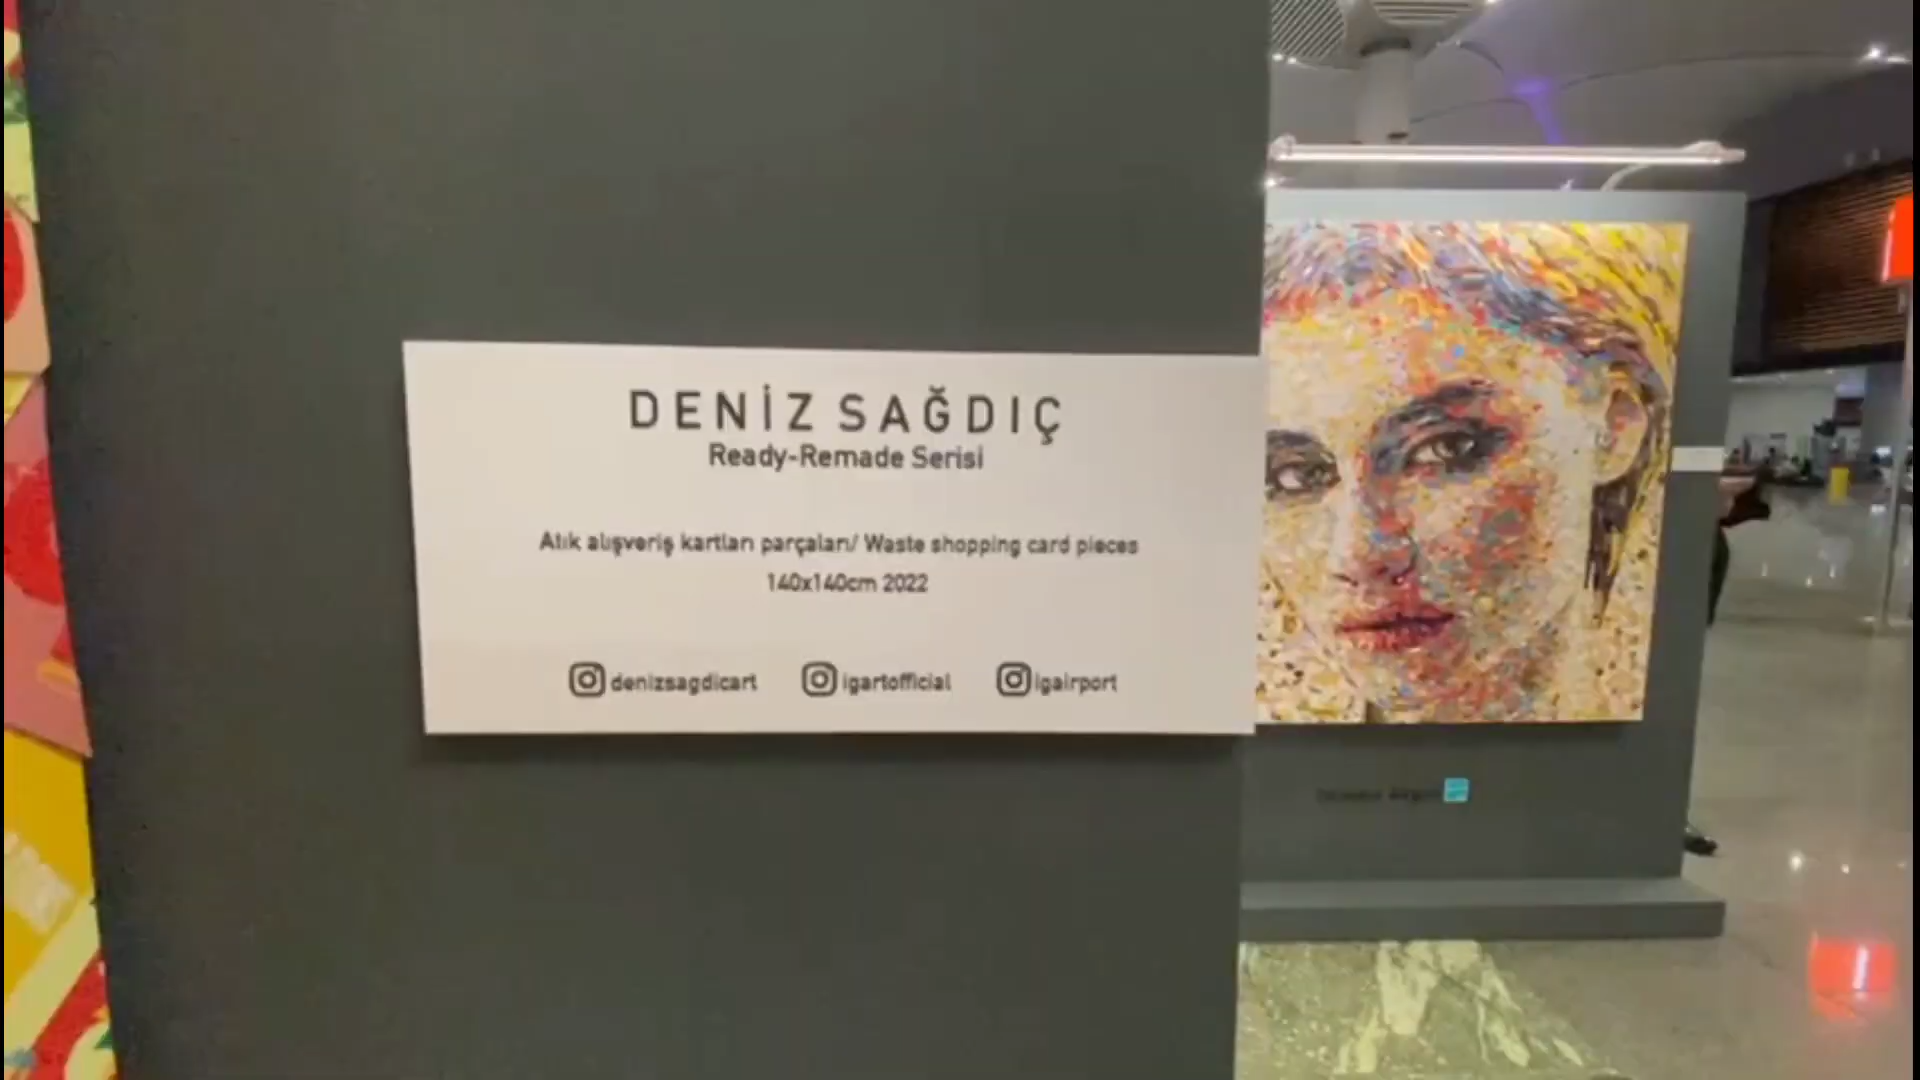 DENİZ SAĞDIÇ
Ready-Remade Serisi
Atık alışveriş kartları parçaları/ Waste shopping card pieces
140x140cm 2022
denizsagdicart igartofficial igairport